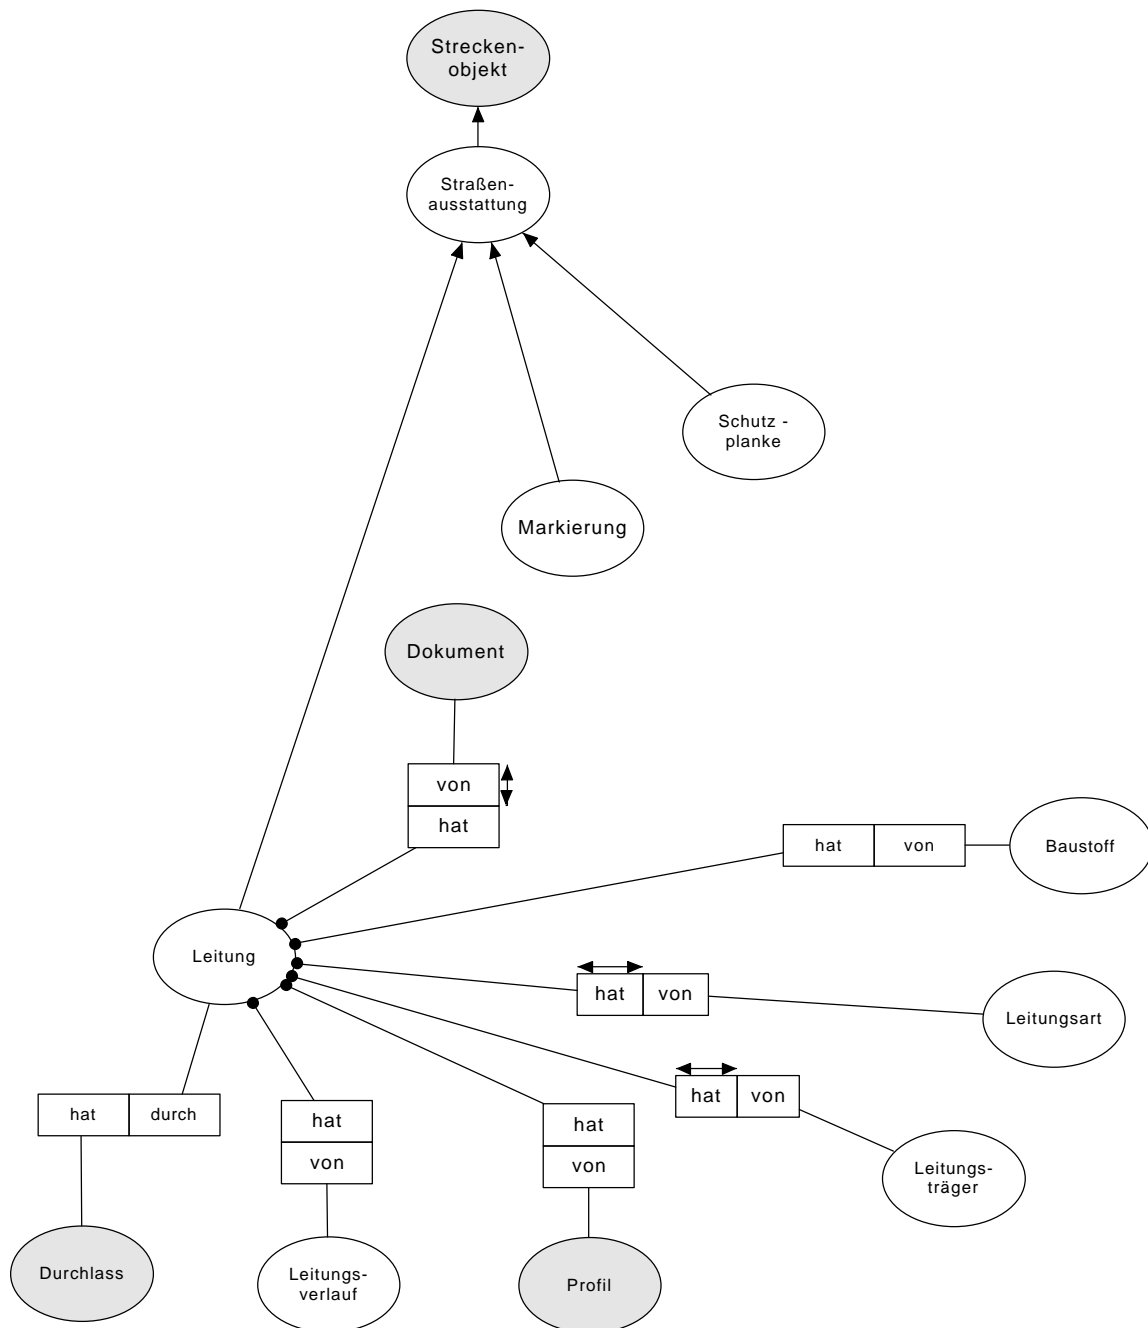 Strecken-
objekt
Straßen-
ausstattung
Schutz -
planke
Markierung
Dokument
von
hat
hat
von
Baustoff
Leitung
hat
von
Leitungsart
hat
von
Leitungs-
träger
hat
durch
hat
von
hat
von
Durchlass
Leitungs-
verlauf
Profil